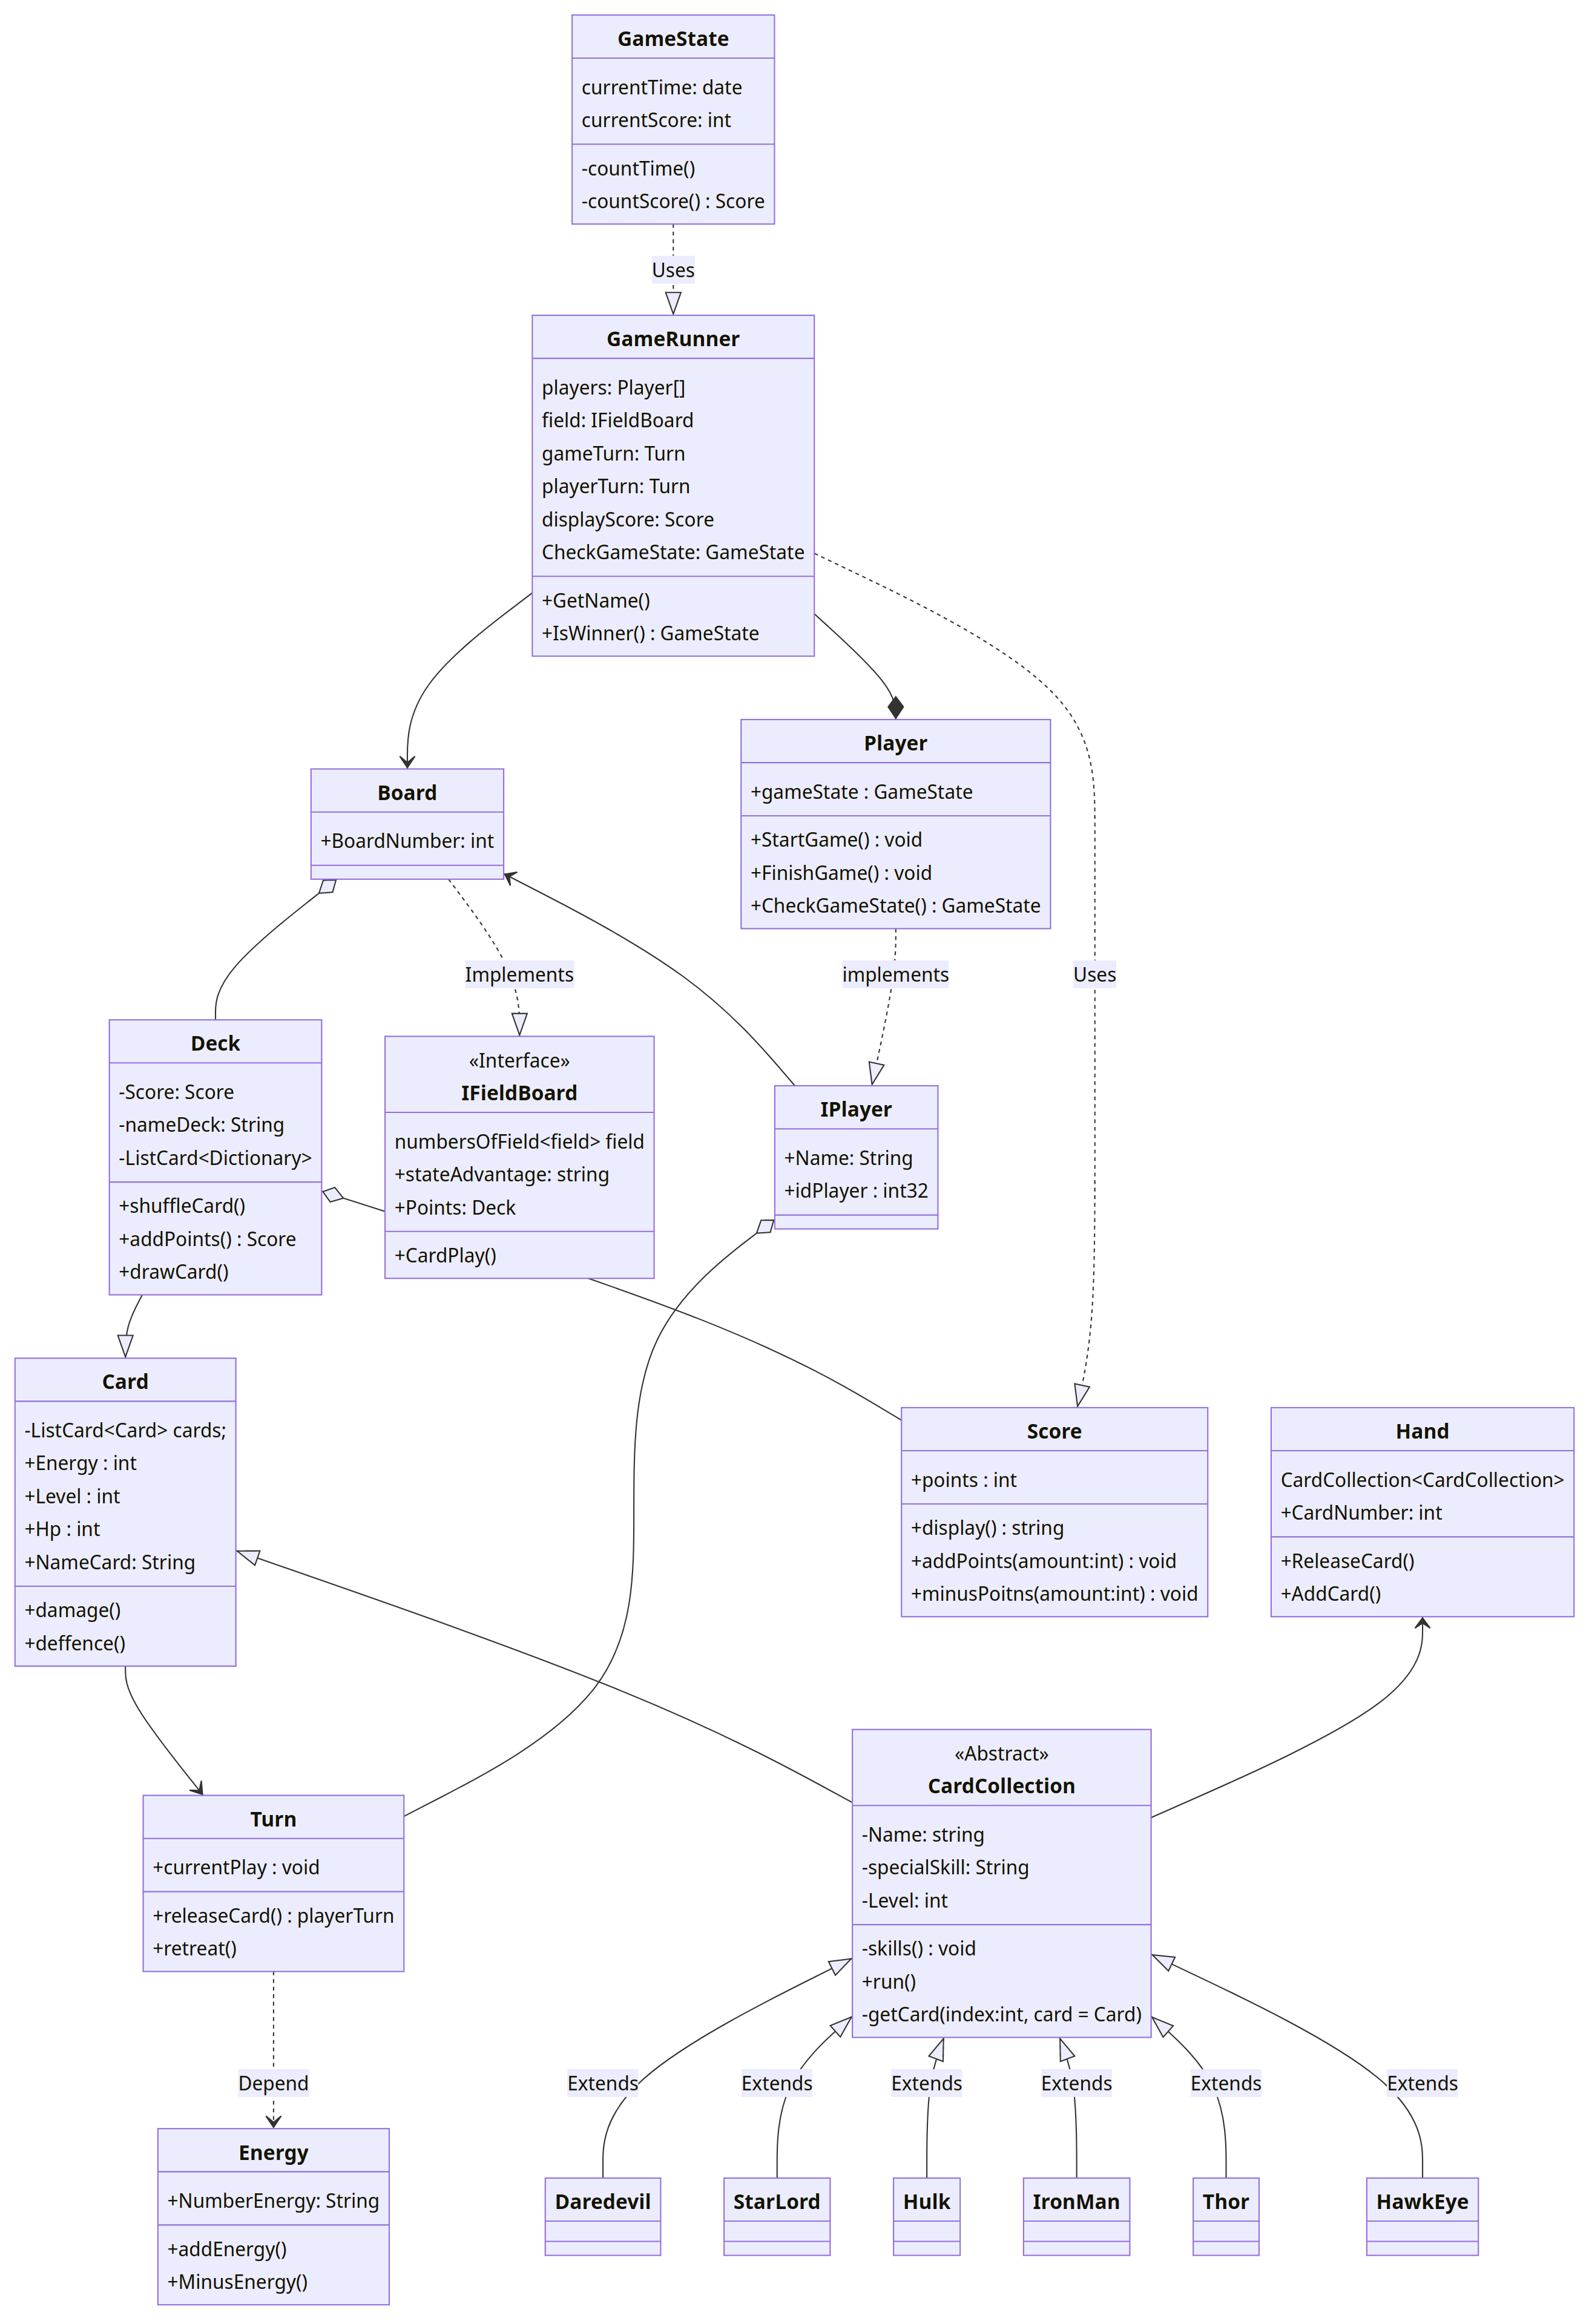 GameState
currentTime: date
currentScore: int
-countTime()
-countScore() : Score
Uses
GameRunner
players: Player[]
field: IFieldBoard
gameTurn: Turn
playerTurn: Turn
displayScore: Score
CheckGameState: GameState
+GetName()
+IsWinner() : GameState
Board
+BoardNumber: int
Player
+gameState : GameState
+StartGame() : void
+FinishGame() : void
+CheckGameState() : GameState
Implements
implements
Uses
Deck
-Score: Score
-nameDeck: String
-ListCard<Dictionary>
+shuffleCard()
+addPoints() : Score
+drawCard()
«Interface»
IFieldBoard
numbersOfField<field> field
+stateAdvantage: string
+Points: Deck
+CardPlay()
IPlayer
+Name: String
+idPlayer : int32
Card
-ListCard<Card> cards;
+Energy : int
+Level : int
+Hp : int
+NameCard: String
+damage()
+deffence()
Score
+points : int
+display() : string
+addPoints(amount:int) : void
+minusPoitns(amount:int) : void
Hand
CardCollection<CardCollection>
+CardNumber: int
+ReleaseCard()
+AddCard()
Turn
+currentPlay : void
+releaseCard() : playerTurn
+retreat()
«Abstract»
CardCollection
-Name: string
-specialSkill: String
-Level: int
-skills() : void
+run()
-getCard(index:int, card = Card)
Depend
Extends
Extends
Extends
Extends
Extends
Extends
Energy
+NumberEnergy: String
+addEnergy()
+MinusEnergy()
Daredevil
StarLord
Hulk
IronMan
Thor
HawkEye